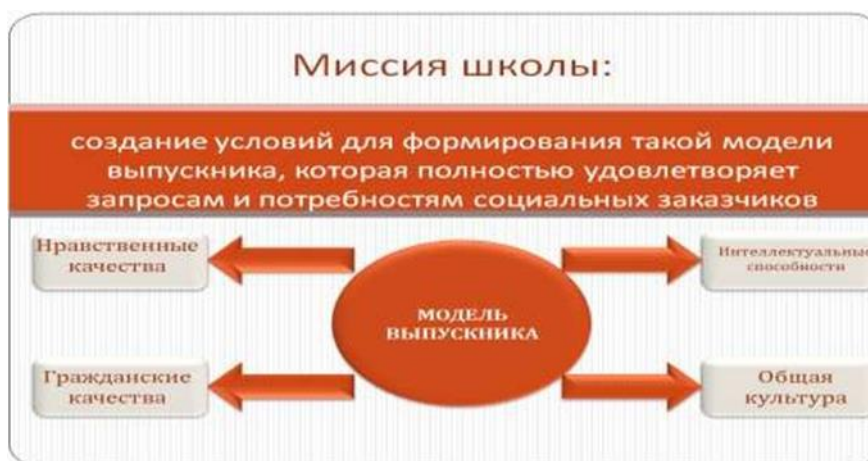 Миссия школы:
создание условий для формирования такой модели
выпускника, которая полностью удовлетворяет
запросам и потребностям социальных заказчиков
Нравственные
качества
Интеллектуальные
способности
МОДЕЛЬ
ВЫПУСКНИКА
Гражданские
качества
Общая
культура